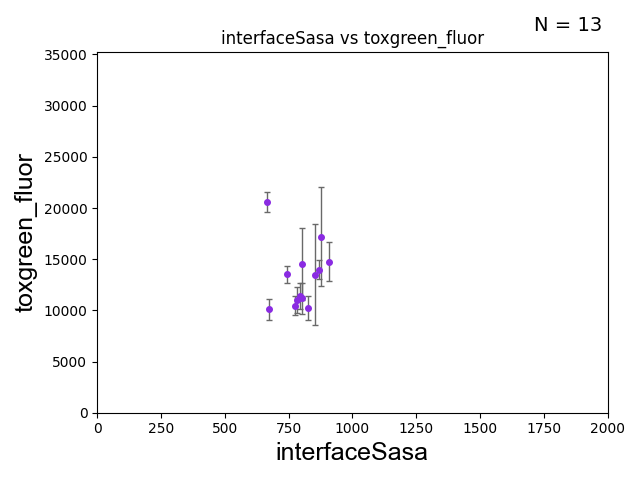 N = 13
interfaceSasa vs toxgreen_fluor
35000
30000
25000
20000
15000
10000
5000
0
toxgreen_fluor
0 250 500 750 1000 1250 1500 1750 2000
interfaceSasa